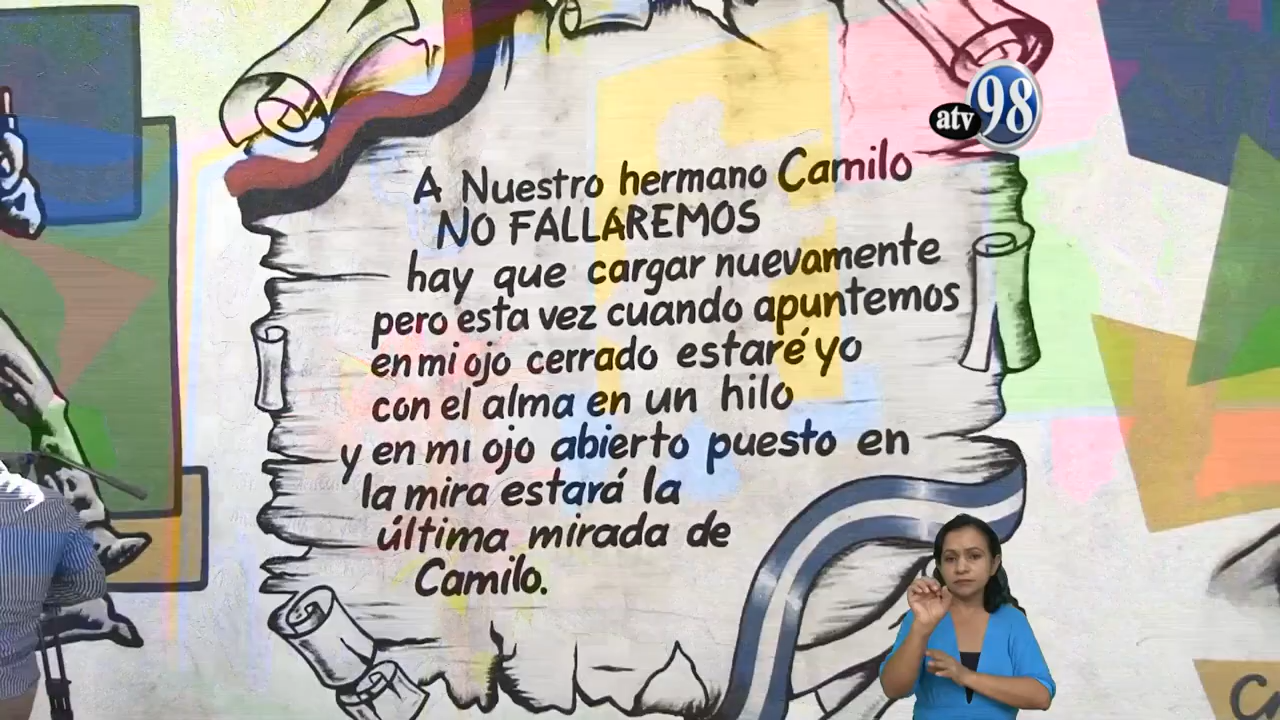 atv 98
A Nuestro hermano Camilo
NO FALLAREMOS
hay que cargar nuevamente
pero esta vez cuando apuntemos
en mi ojo cerrado estaré yo
con el alma en un hilo
y en mi ojo abierto puesto en
la mira estará la
última mirada de
Camilo.